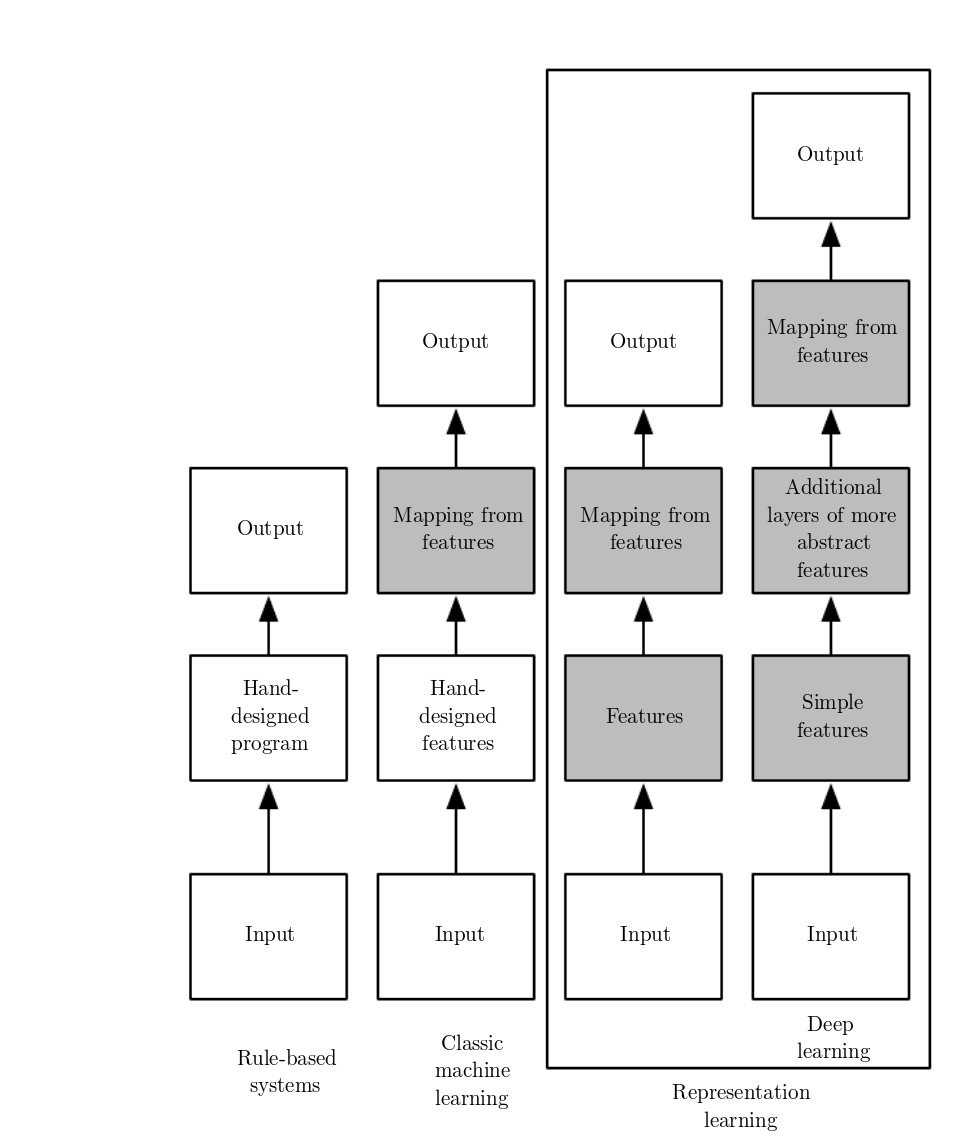 Output
Mapping from
features
Output
Output
Additional
layers of more
abstract
features
Mapping from
features
Mapping from
features
Output
Simple
features
Features
Hand-
designed
features
Hand-
designed
program
Input
Input
Input
Input
Deep
learning
Classic
machine
learning
Rule-based
systems
Representation
learning